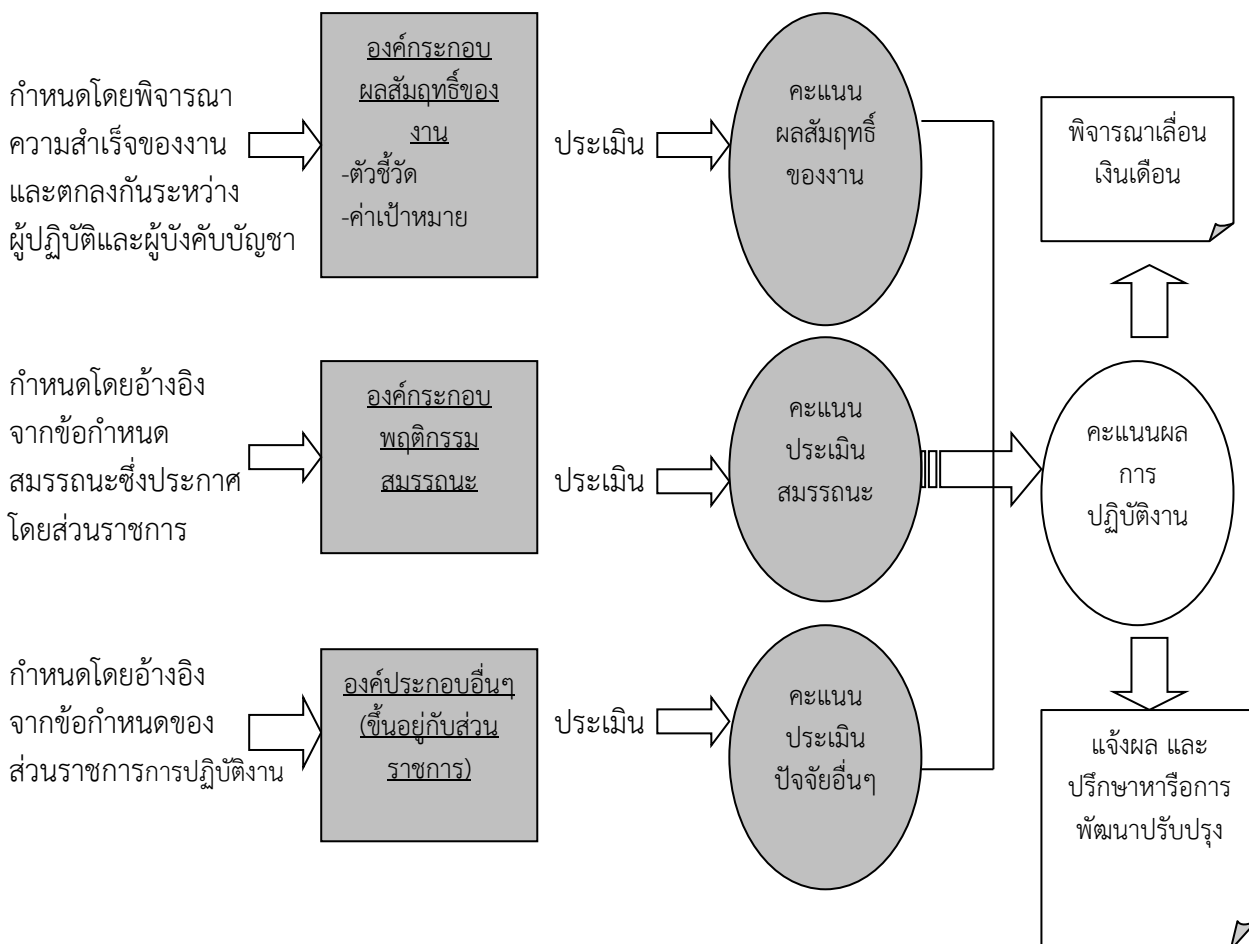 กำหนดโดยพิจารณา
ความสำเร็จของงาน
และตกลงกันระหว่าง
ผู้ปฏิบัติและผู้บังคับบัญชา
องค์กระกอบ
ผลสัมฤทธิ์ของ
งาน
-ตัวชี้วัด
-ค่าเป้าหมาย
ประเมิน
คะแนน
ผลสัมฤทธิ์
ของงาน
พิจารณาเลื่อน
เงินเดือน
กำหนดโดยอ้างอิง
จากข้อกำหนด
สมรรถนะซึ่งประกาศ
โดยส่วนราชการ
องค์กระกอบ
พฤติกรรม
สมรรถนะ
ประเมิน
คะแนน
ประเมิน
สมรรถนะ
คะแนนผล
การ
ปฏิบัติงาน
กำหนดโดยอ้างอิง
จากข้อกำหนดของ
ส่วนราชการการปฏิบัติงาน
องค์ประกอบอื่นๆ
(ขึ้นอยู่กับส่วน
ราชการ)
ประเมิน
คะแนน
ประเมิน
ปัจจัยอื่นๆ
แจ้งผล และ
ปรึกษาหารือการ
พัฒนาปรับปรุง